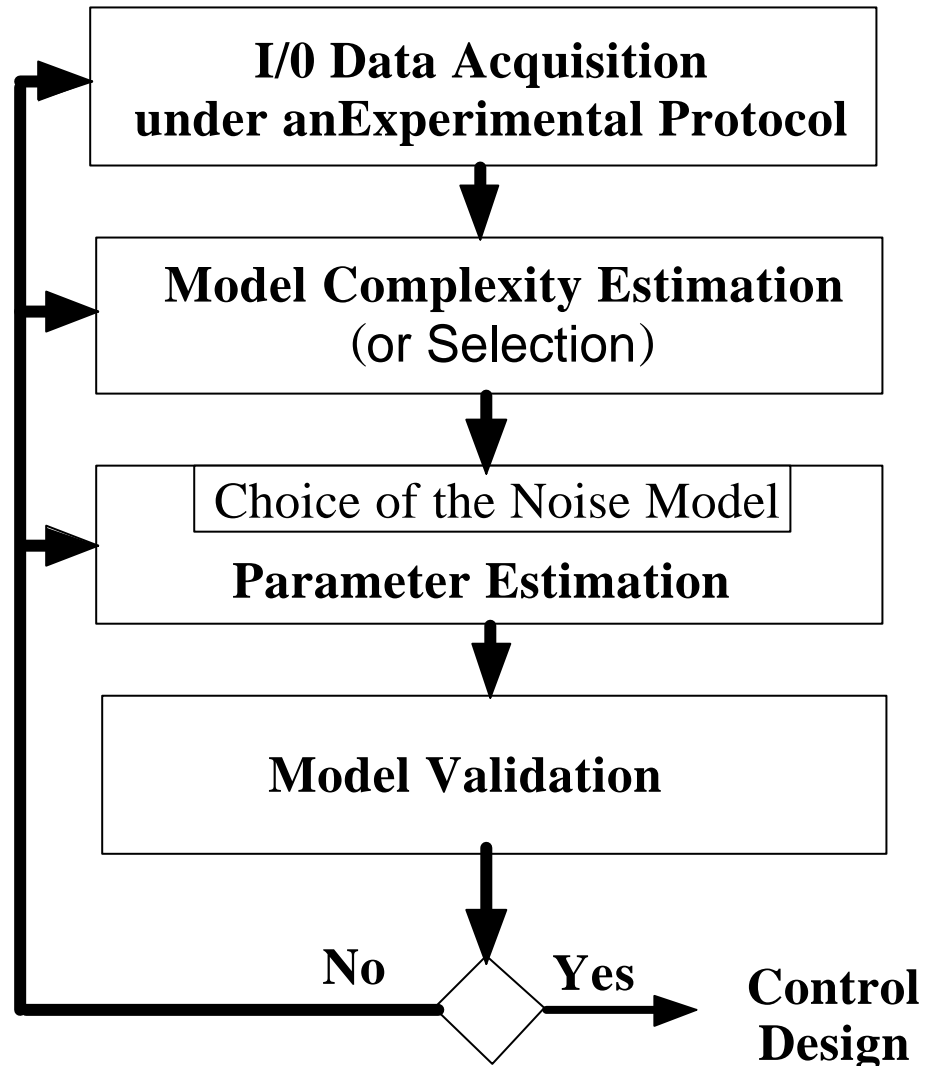 I/0 Data Acquisition
under anExperimental Protocol
Model Complexity Estimation
(or Selection)
Choice of the Noise Model
Parameter Estimation
Model Validation
No
Yes
Control
Design